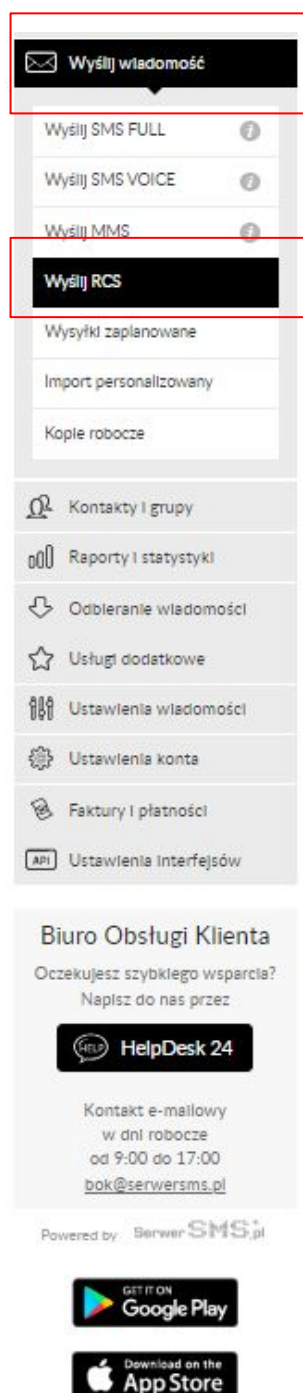 Wyślij wiadomość
Wyślij SMS FULL
Wyślij SMS VOICE
Wyślij MMS
Wyślij RCS
Wysyłki zaplanowane
Import personalizowany
Kopie robocze
Kontakty i grupy
Raporty i statystyki
Odbieranie wiadomości
Usługi dodatkowe
Ustawienia wiadomości
Ustawienia konta
Faktury i płatności
API Ustawienia interfejsów
Biuro Obsługi Klienta
Oczekujesz szybkiego wsparcia?
Napisz do nas przez
HELP HelpDesk 24
Kontakt e-mailowy
w dni robocze
od 9:00 do 17:00
bok@serwersms.pl
Powered by SerwerSMS.pl
GET IT ON
Google Play
Download on the
App Store